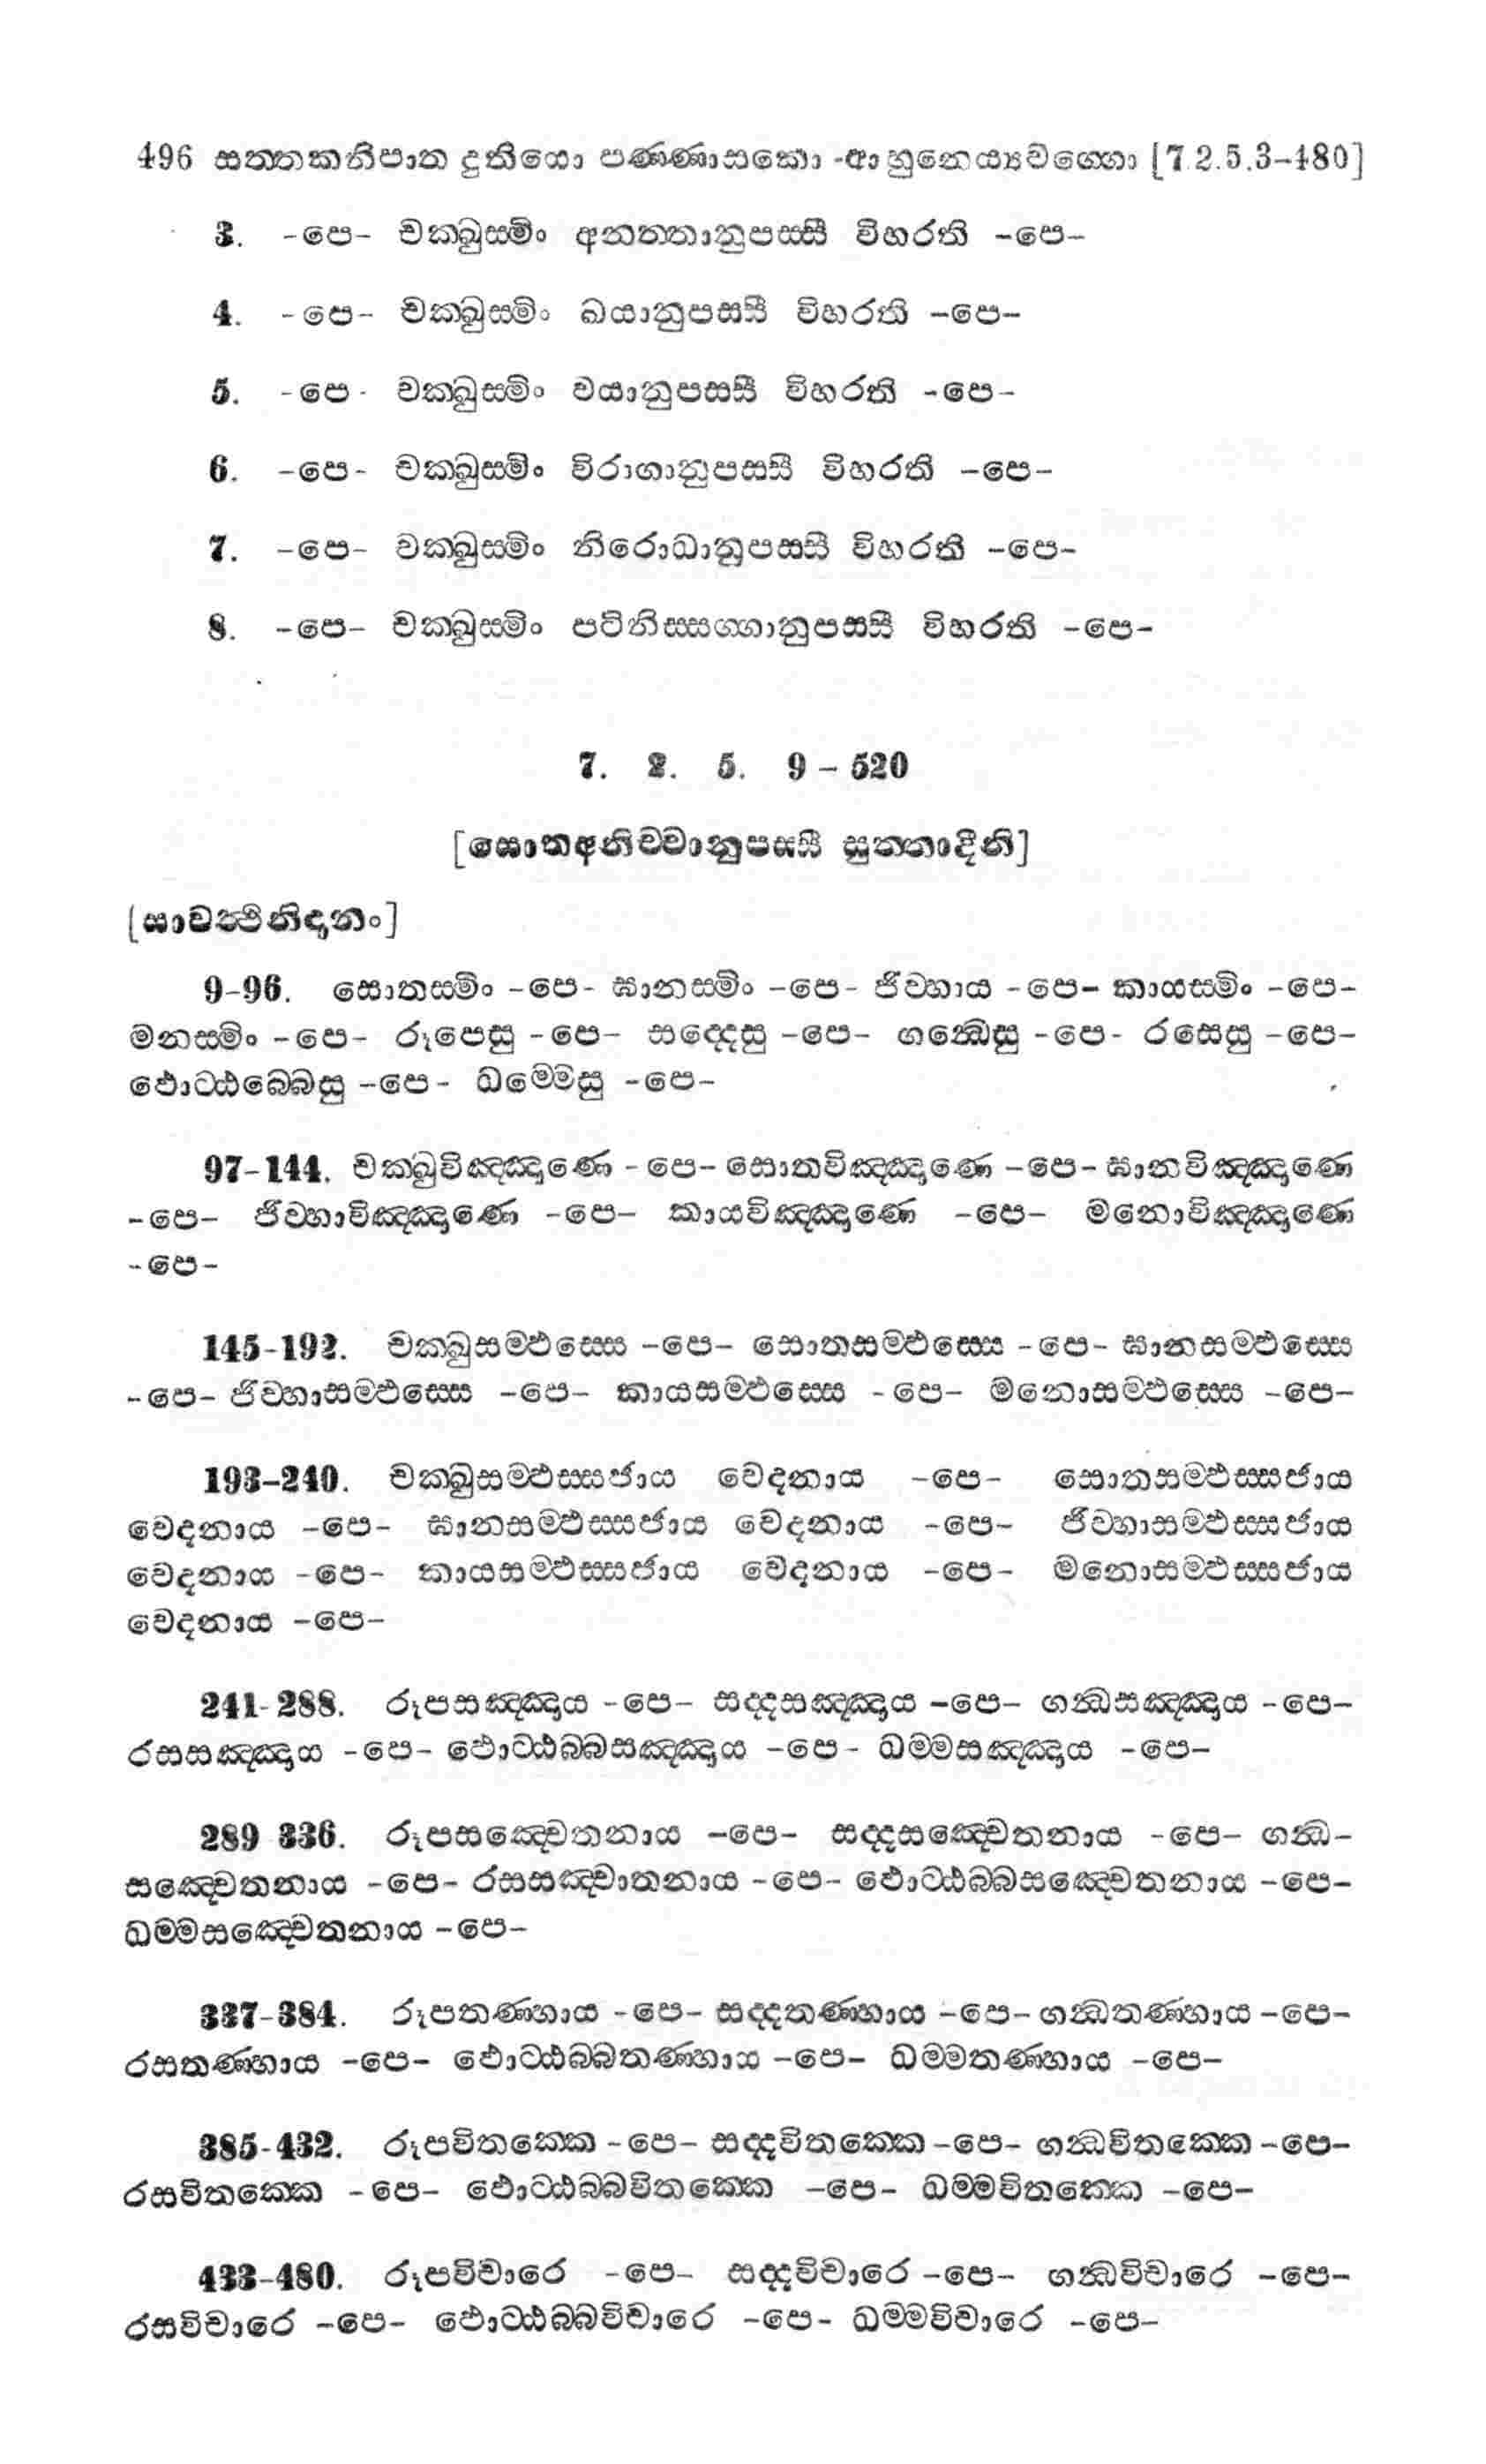 496 සත්තකනිපාත දුතියො පණ්ණාසකො -ආහුනෙය්‍යවග්ගො [7.2.5.3–480]
3. –පෙ– චක්ඛුස්මිං අනත්තානුපස්සී විහරති –පෙ–
4. –පෙ– චක්ඛුස්මිං ඛයානුපස්සී විහරති –පෙ–
5. –පෙ– චක්ඛුස්මිං වයානුපස්සී විහරති –පෙ–
6. –පෙ– චක්ඛුස්මිං විරාගානුපස්සී විහරති –පෙ–
7. –පෙ– චක්ඛුස්මිං නිරොධානුපස්සී විහරති –පෙ–
8. –පෙ– චක්ඛුස්මිං පටිනිස්සග්ගානුපස්සී විහරති –පෙ–
7. 2. 5. 9 – 520
[සොතඅනිච්චානුපස්සී සුත්තාදීනි]
[සාවත්‍ථිනිදානං]
9–96. සොතස්මිං –පෙ– ඝානස්මිං –පෙ– ජිව්හාය –පෙ– කායස්මිං –පෙ–
මනස්මිං –පෙ– රූපෙසු –පෙ– සද්දෙසු –පෙ– ගන්‍ධෙසු –පෙ– රසෙසු –පෙ–
ඵොට්ඨබ්බෙසු –පෙ– ධම්මෙසු –පෙ–
97–144. චක්ඛුවිඤ්ඤාණෙ –පෙ– සොතවිඤ්ඤාණෙ –පෙ– ඝානවිඤ්ඤාණෙ
–පෙ– ජිව්හාවිඤ්ඤාණෙ –පෙ– කායවිඤ්ඤාණෙ –පෙ– මනොවිඤ්ඤාණෙ
–පෙ–
145–192. චක්ඛුසම්ඵස්සෙ –පෙ– සොතසම්ඵස්සෙ –පෙ– ඝානසම්ඵස්සෙ
–පෙ– ජිව්හාසම්ඵස්සෙ –පෙ– කායසම්ඵස්සෙ –පෙ– මනොසම්ඵස්සෙ –පෙ–
193–240. චක්ඛුසම්ඵස්සජාය වෙදනාය –පෙ– සොතසම්ඵස්සජාය
වෙදනාය –පෙ– ඝානසම්ඵස්සජාය වෙදනාය –පෙ– ජිව්හාසම්ඵස්සජාය
වෙදනාය –පෙ– කායසම්ඵස්සජාය වෙදනාය –පෙ– මනොසම්ඵස්සජාය
වෙදනාය –පෙ–
241-288. රූපසඤ්ඤාය –පෙ– සද්දසඤ්ඤාය –පෙ– ගන්‍ධසඤ්ඤාය –පෙ–
රසසඤ්ඤාය –පෙ– ඵොට්ඨබ්බසඤ්ඤාය –පෙ– ධම්මසඤ්ඤාය –පෙ–
289 336. රූපසඤ්චෙතනාය –පෙ– සද්දසඤ්චෙතනාය –පෙ– ගන්‍ධ–
සඤ්චෙතනාය –පෙ– රසසඤ්චාතනාය –පෙ– ඵොට්ඨබ්බසඤ්චෙතනාය –පෙ–
ධම්මසඤ්චෙතනාය –පෙ–
337–384. රූපතණ්හාය –පෙ– සද්දතණ්හාය –පෙ– ගන්‍ධතණ්හාය –පෙ–
රසතණ්හාය –පෙ– ඵොට්ඨබ්බතණ්හාය –පෙ– ධම්මතණ්හාය –පෙ–
385-432. රූපවිතක්කෙ –පෙ– සද්දවිතක්කෙ –පෙ– ගන්‍ධවිතක්කෙ –පෙ–
රසවිතක්කෙ –පෙ– ඵොට්ඨබ්බවිතක්කෙ –පෙ– ධම්මවිතක්කෙ –පෙ–
433–480. රූපවිචාරෙ –පෙ– සද්දවිචාරෙ –පෙ– ගන්‍ධවිචාරෙ –පෙ–
රසවිචාරෙ –පෙ– ඵොට්ඨබ්බවිචාරෙ –පෙ– ධම්මවිචාරෙ –පෙ–